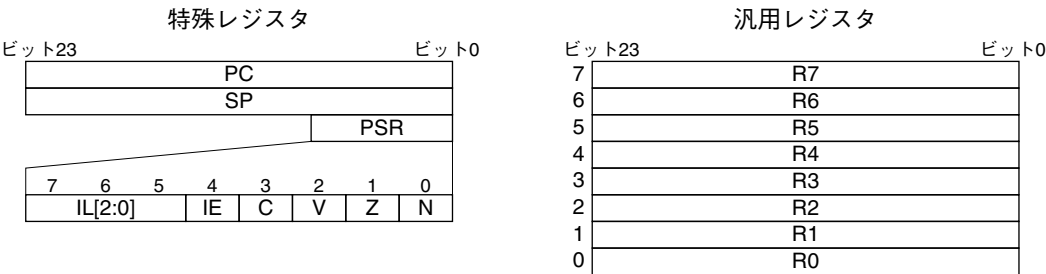 特殊レジスタ
ビット23 ビット0
PC
SP
PSR
7 6 5 4 3 2 1 0
IL[2:0] IE C V Z N
汎用レジスタ
ビット23 ビット0
7 R7
6 R6
5 R5
4 R4
3 R3
2 R2
1 R1
0 R0